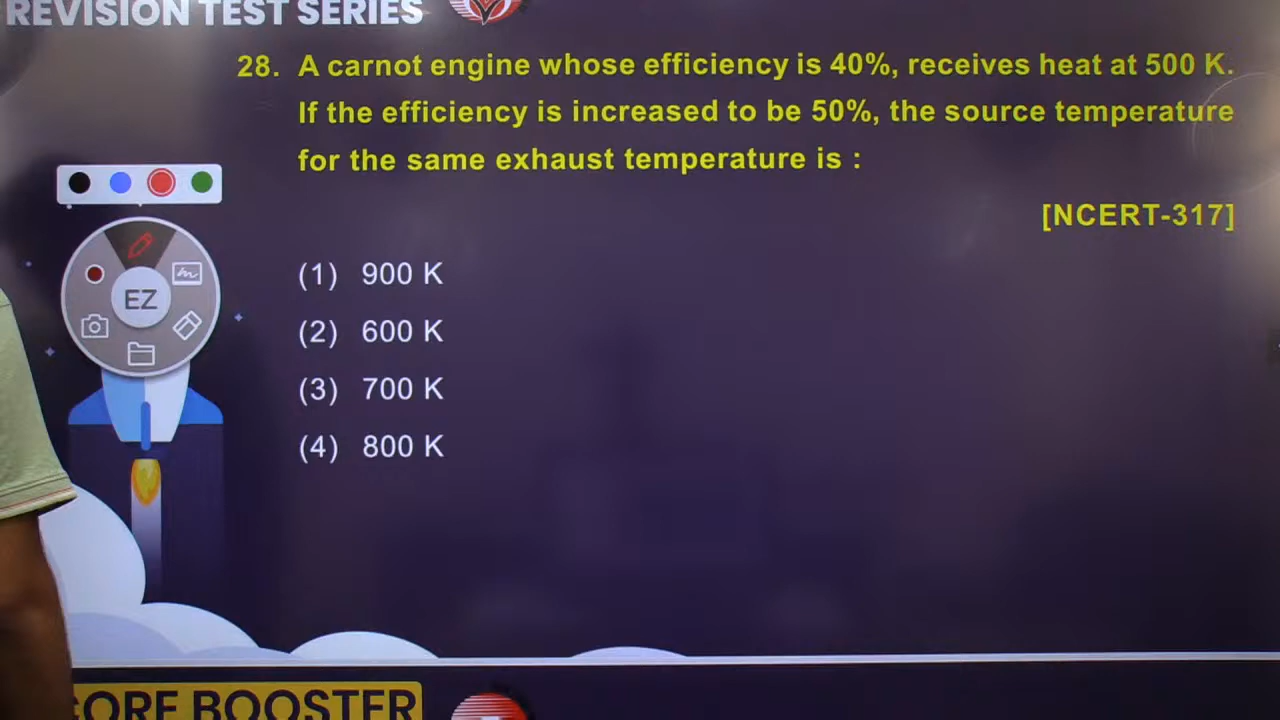 REVISION TEST SERIES
28. A carnot engine whose efficiency is 40%, receives heat at 500 K.
If the efficiency is increased to be 50%, the source temperature
for the same exhaust temperature is :
[NCERT-317]
EZ
(1) 900 K
(2) 600 K
(3) 700 K
(4) 800 K
ORE BOOSTER